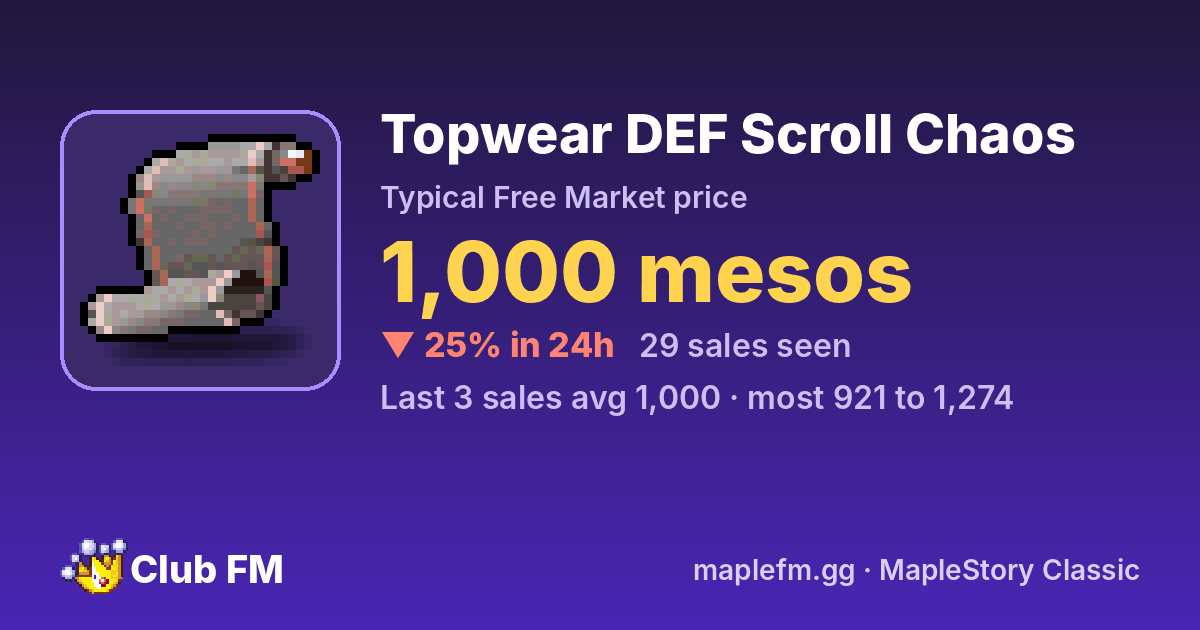 Topwear DEF Scroll Chaos
Typical Free Market price
1,000 mesos
▼ 25% in 24h 29 sales seen
Last 3 sales avg 1,000 · most 921 to 1,274
Club FM
maplefm.gg · MapleStory Classic